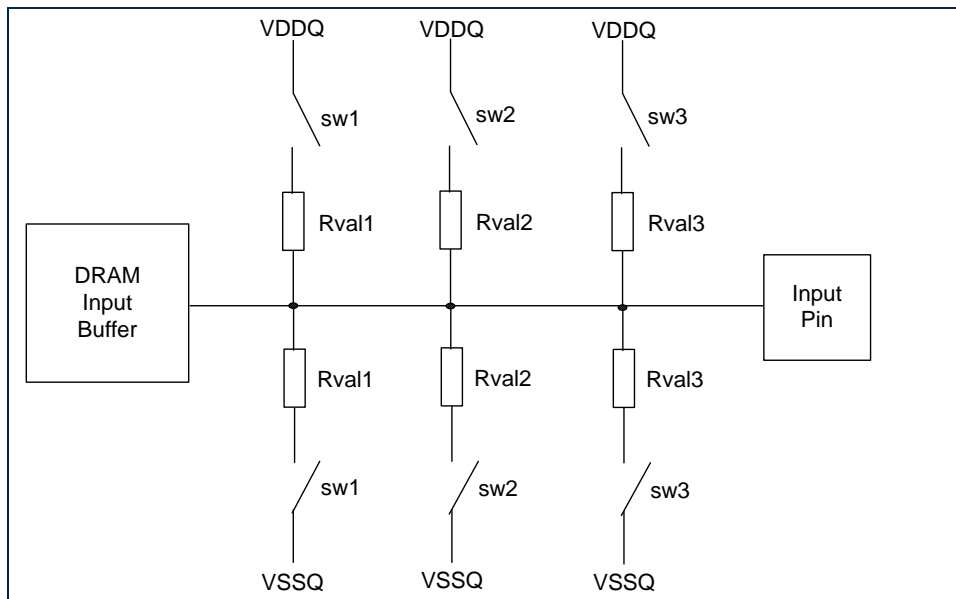 VDDQ
VDDQ
VDDQ
sw1
sw2
sw3
Rval1
Rval2
Rval3
DRAM
Input
Buffer
Input
Pin
Rval1
Rval2
Rval3
sw1
sw2
sw3
VSSQ
VSSQ
VSSQ